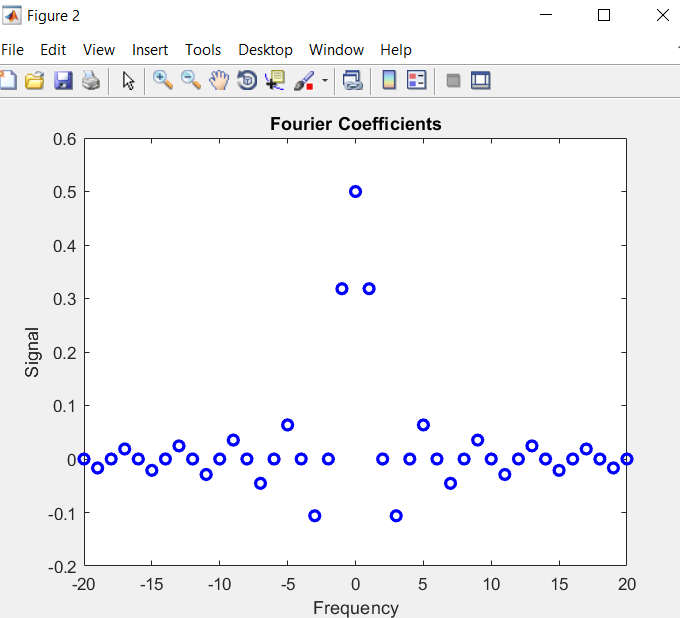 Figure 2
File Edit View Insert Tools Desktop Window Help
Fourier Coefficients
0.6
0.5
0.4
0.3
0.2
0.1
0
-0.1
-0.2
Signal
-20 -15 -10 -5 0 5 10 15 20
Frequency